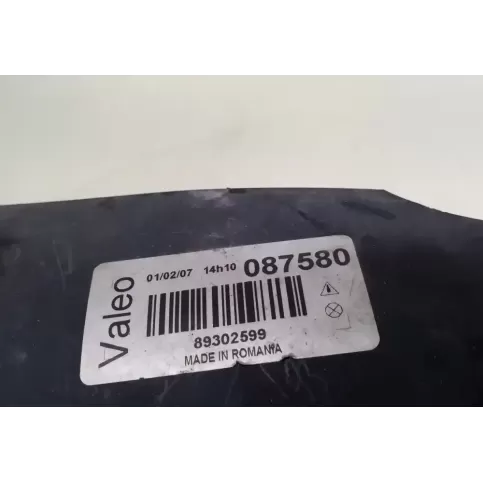 Valeo
01/02/07 14h10 087580
89302599
MADE IN ROMANIA